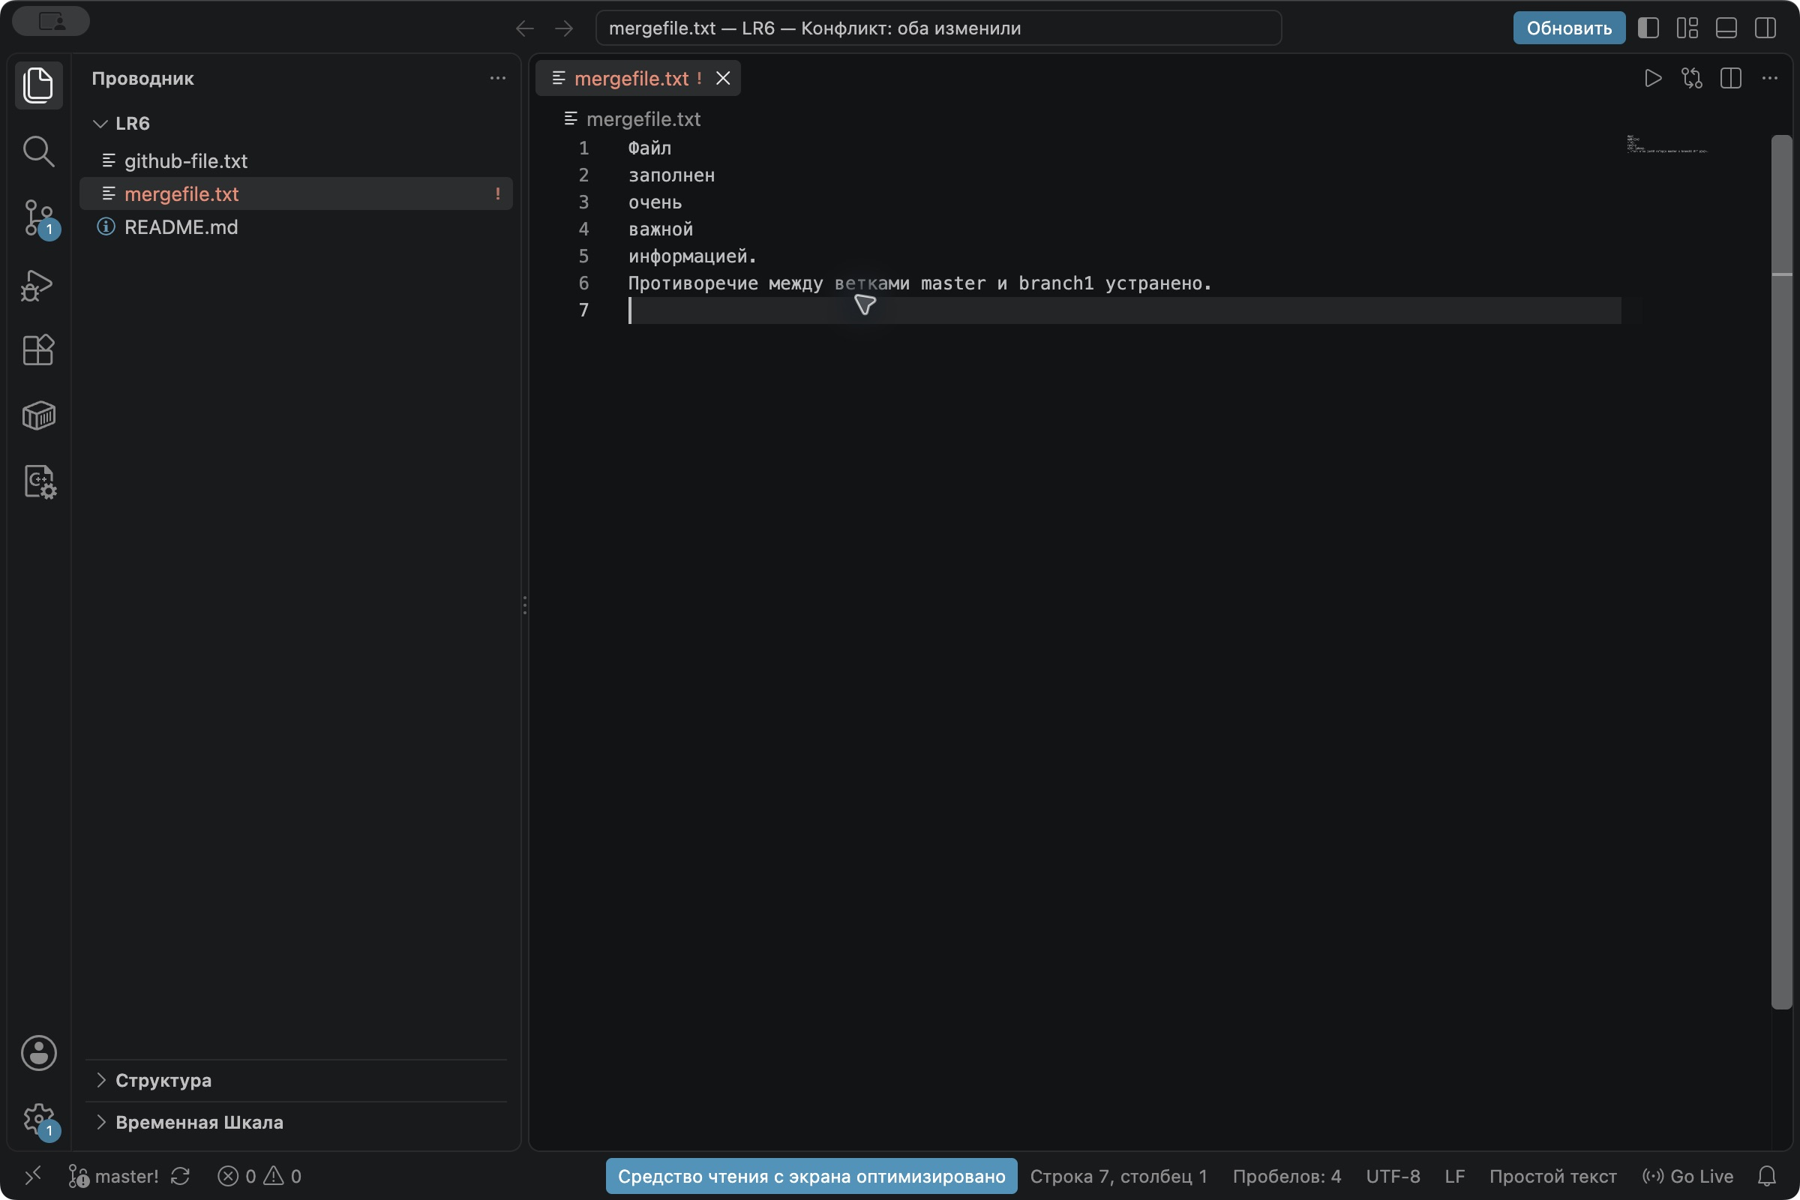 mergefile.txt — LR6 — Конфликт: оба изменили
Обновить
Проводник
LR6
github-file.txt
mergefile.txt !
README.md
1
mergefile.txt !
mergefile.txt
1 Файл
2 заполнен
3 очень
4 важной
5 информацией.
6 Противоречие между ветками master и branch1 устранено.
7
C++
Структура
Временная Шкала
1
master!
0
0
Средство чтения с экрана оптимизировано
Строка 7, столбец 1
Пробелов: 4
UTF-8
LF
Простой текст
Go Live